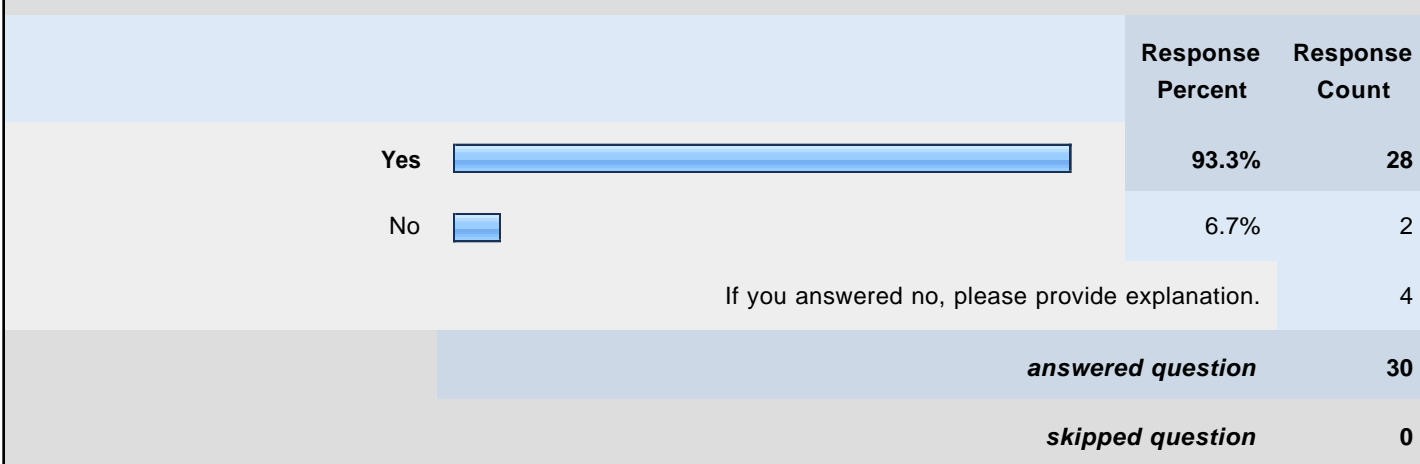 Response Percent Response Count
Yes 93.3% 28
No 6.7% 2
If you answered no, please provide explanation. 4
answered question 30
skipped question 0